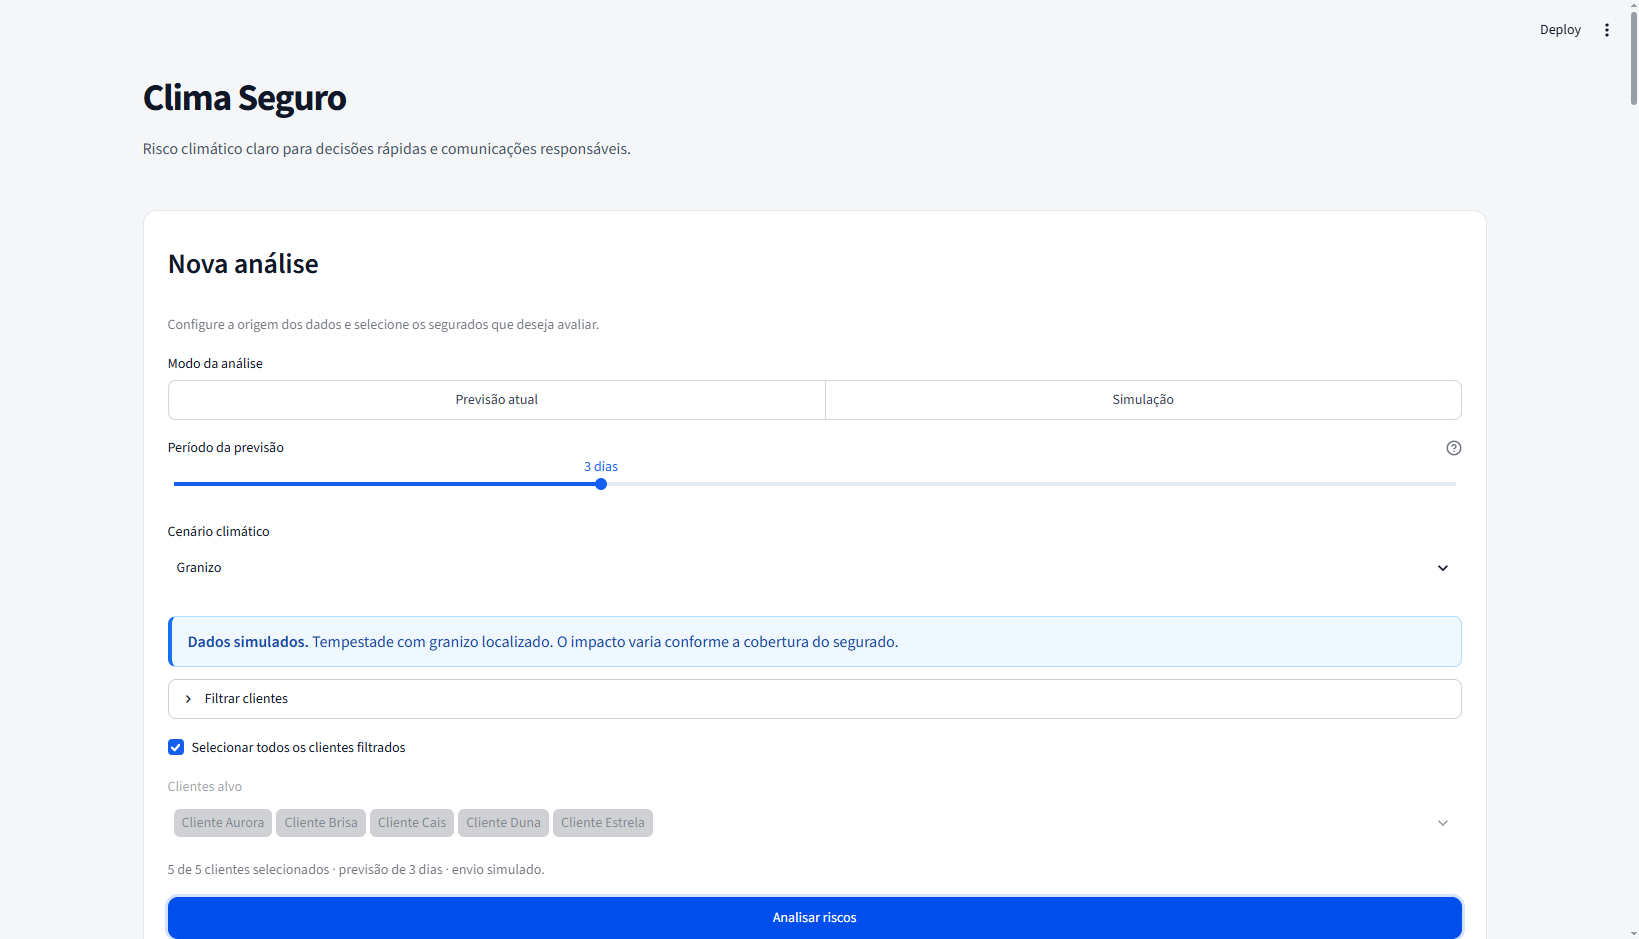 Deploy
Clima Seguro
Risco climático claro para decisões rápidas e comunicações responsáveis.
Nova análise
Configure a origem dos dados e selecione os segurados que deseja avaliar.
Modo da análise
Previsão atual
Simulação
Período da previsão
3 dias
Cenário climático
Granizo
Dados simulados. Tempestade com granizo localizado. O impacto varia conforme a cobertura do segurado.
Filtrar clientes
Selecionar todos os clientes filtrados
Clientes alvo
Cliente Aurora Cliente Brisa Cliente Cais Cliente Duna Cliente Estrela
5 de 5 clientes selecionados · previsão de 3 dias · envio simulado.
Analisar riscos